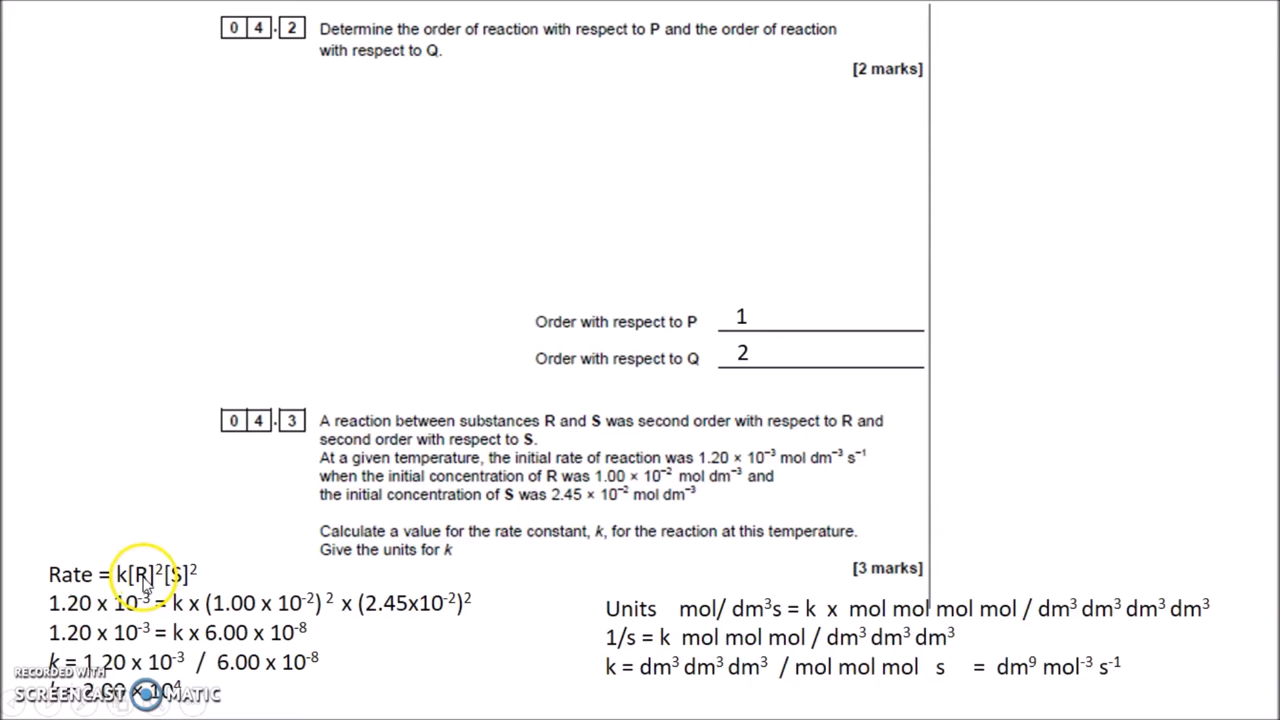 04.2 Determine the order of reaction with respect to P and the order of reaction
with respect to Q.
[2 marks]
Order with respect to P 1
Order with respect to Q 2
04.3 A reaction between substances R and S was second order with respect to R and
second order with respect to S.
At a given temperature, the initial rate of reaction was 1.20 × 10⁻³ mol dm⁻³ s⁻¹
when the initial concentration of R was 1.00 × 10⁻² mol dm⁻³ and
the initial concentration of S was 2.45 × 10⁻² mol dm⁻³
Calculate a value for the rate constant, k, for the reaction at this temperature.
Give the units for k
[3 marks]
Rate = k[R]²[S]²
1.20 x 10⁻³ = k x (1.00 x 10⁻²) ² x (2.45x10⁻²)²
1.20 x 10⁻³ = k x 6.00 x 10⁻⁸
k = 1.20 x 10⁻³ / 6.00 x 10⁻⁸
k = 2.00 x 10⁴
Units mol/ dm³s = k x mol mol mol mol / dm³ dm³ dm³ dm³
1/s = k mol mol mol / dm³ dm³ dm³
k = dm³ dm³ dm³ / mol mol mol s = dm⁹ mol⁻³ s⁻¹
RECORDED WITH
SCREENCAST MATIC